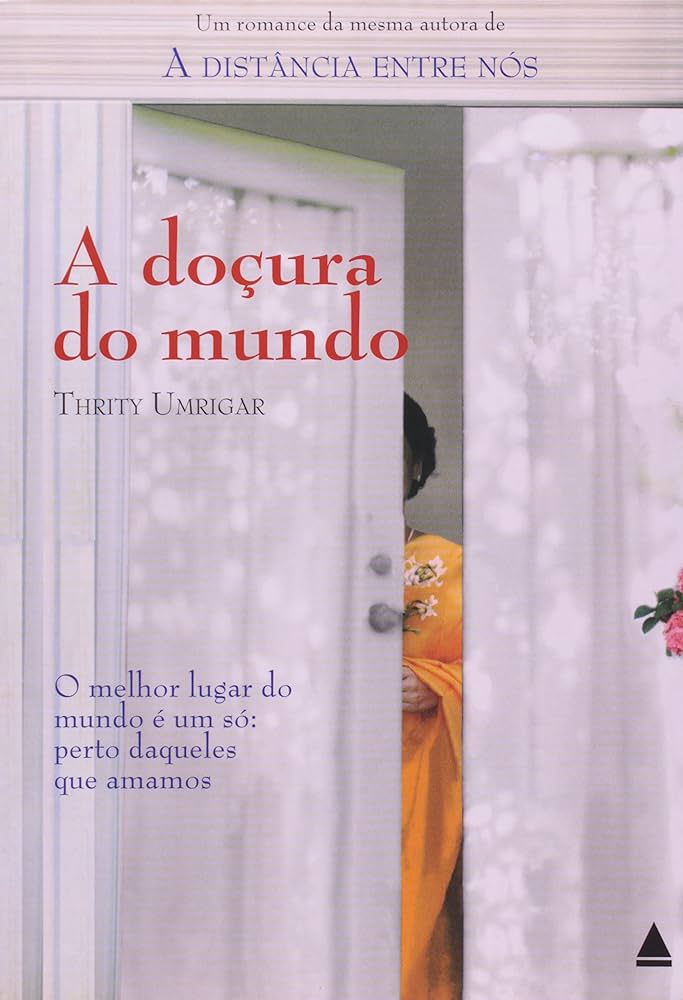 Um romance da mesma autora de
A DISTÂNCIA ENTRE NÓS
A doçura
do mundo
THRITY UMRIGAR
O melhor lugar do
mundo é um só:
perto daqueles
que amamos